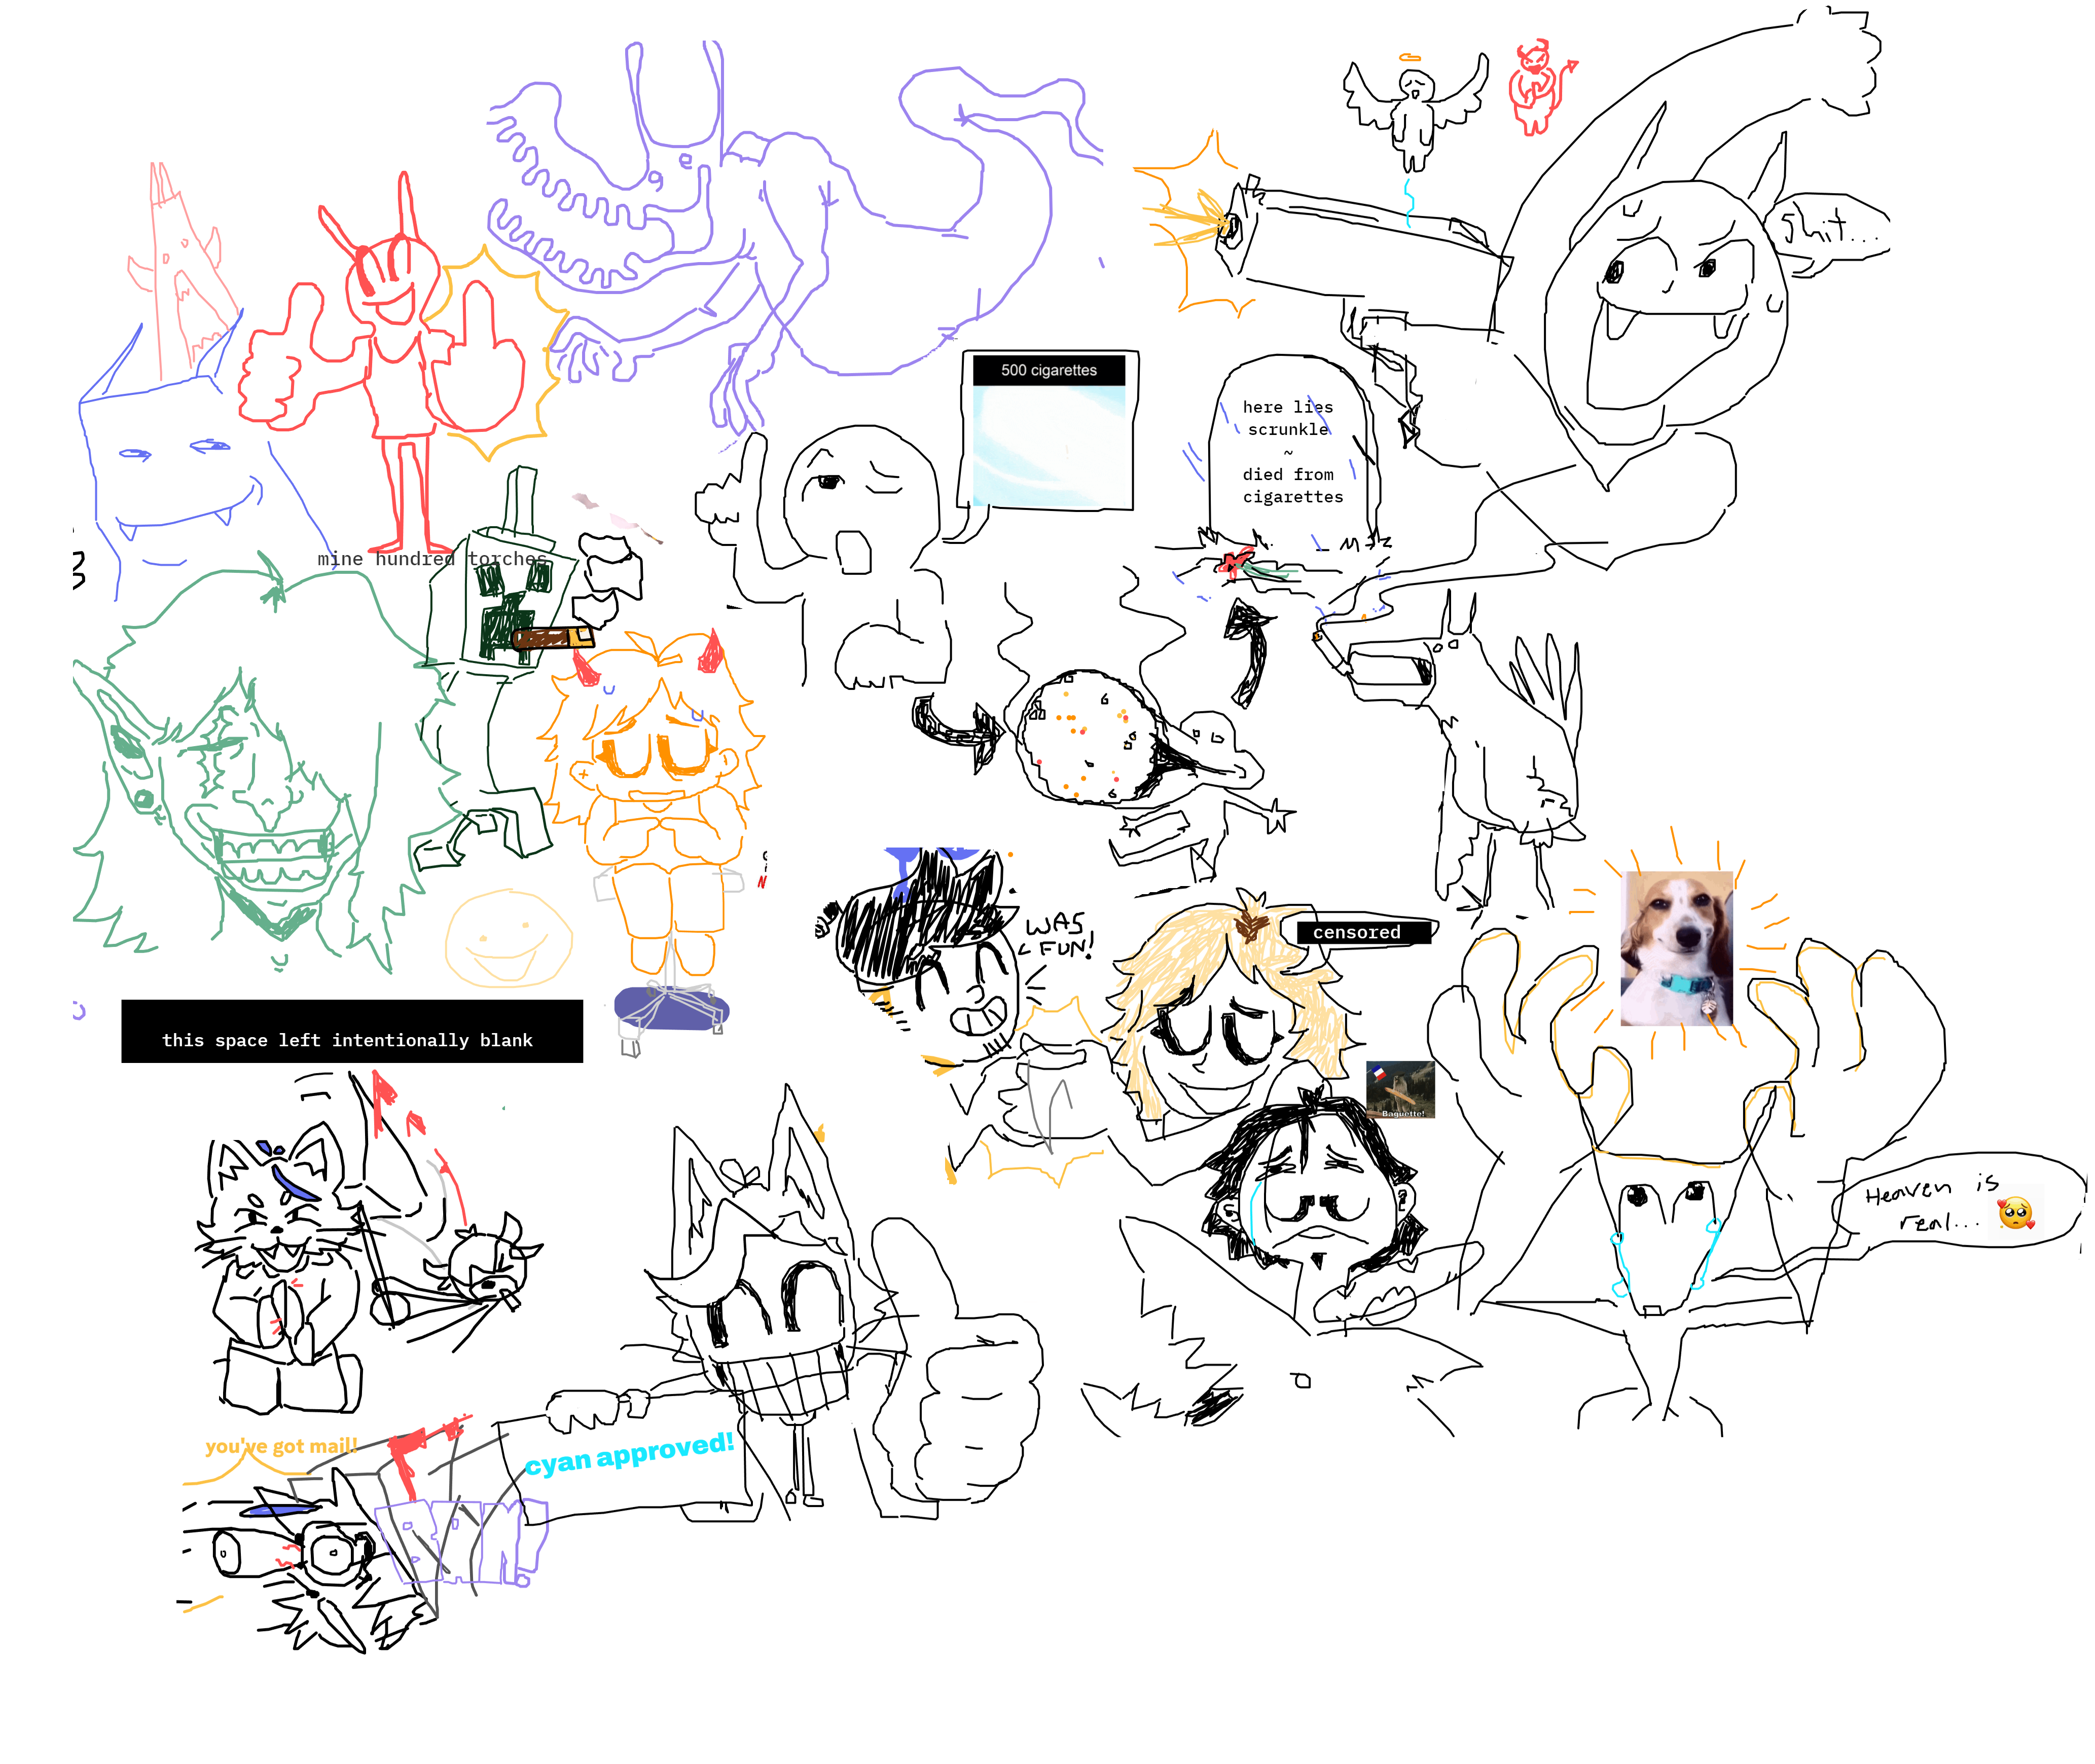 Shit...
500 cigarettes
here lies
scrunkle
~
died from
cigarettes
mine hundred torches
WAS
FUN!
censored
this space left intentionally blank
Baguette!
Heaven is
real... 🥺
you've got mail!
cyan approved!
BAM!